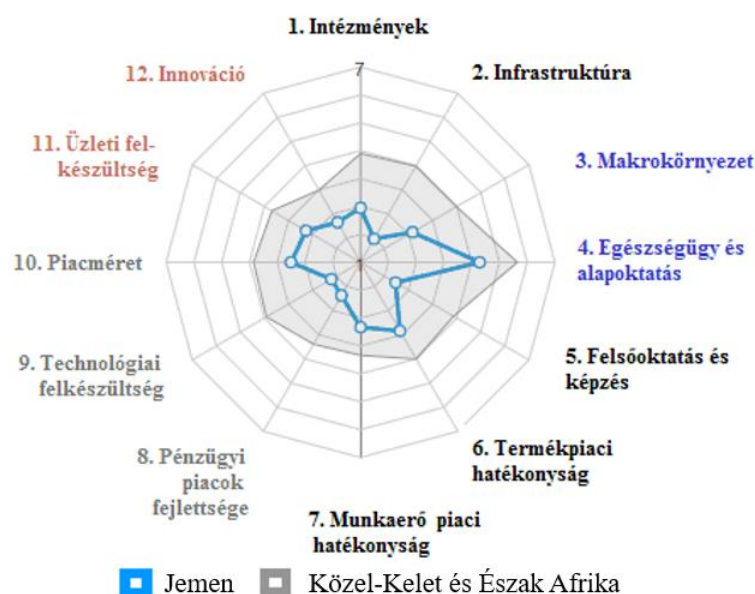 1. Intézmények
12. Innováció
7
2. Infrastruktúra
11. Üzleti fel-
készültség
3. Makrokörnyezet
10. Piacméret
1
4. Egészségügy és
alapoktatás
9. Technológiai
felkészültség
5. Felsőoktatás és
képzés
8. Pénzügyi
piacok
fejlettsége
6. Termékpiaci
hatékonyság
7. Munkaerő piaci
hatékonyság
Jemen
Közel-Kelet és Észak Afrika